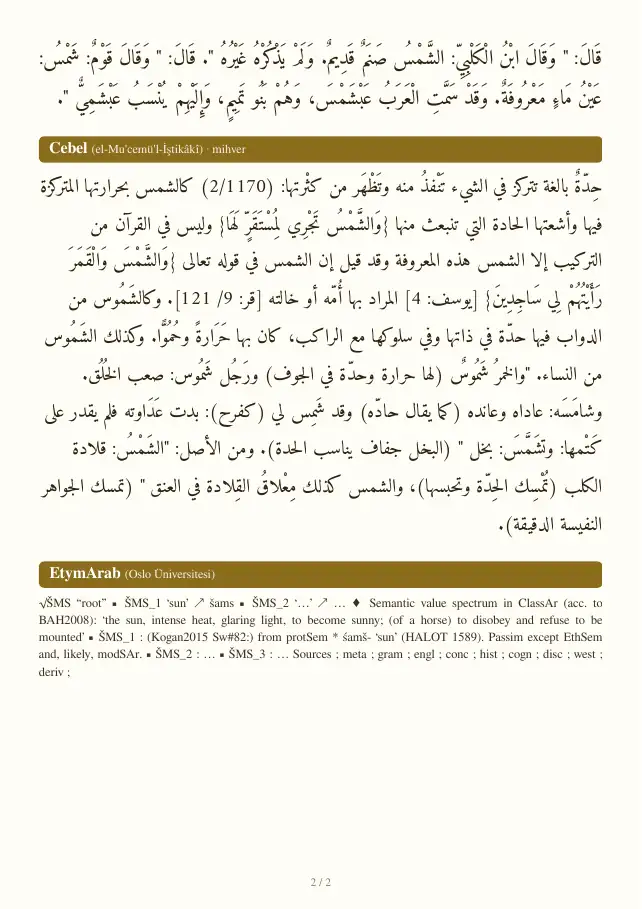 قَالَ: " وَقَالَ ابْنُ الْكَلْبِيِّ: الشَّمْسُ صَنَمٌ قَدِيمٌ. وَلَمْ يَذْكُرْهُ غَيْرُهُ ". قَالَ: " وَقَالَ قَوْمٌ: شَمْسُ:
عَيْنُ مَاءٍ مَعْرُوفَةٌ. وَقَدْ سَمَّتِ الْعَرَبُ عَبْشَمْسَ، وَهُمْ بَنُو تَمِيمٍ، وَإِلَيْهِمْ يُنْسَبُ عَبْشَمِيٌّ ".
Cebel (el-Mu'cemü'l-İştikâkî) · mihver
حِدّةٌ بالغة تتركز في الشيء تَنْفذُ منه وتَظْهَر من كثْرتها: (2/1170) كالشمس بحرارتها المتركزة
فيها وأشعتها الحادة التي تنبعث منها {وَالشَّمْسُ تَجْرِي لِمُسْتَقَرٍّ لَهَا} وليس في القرآن من
التركيب إلا الشمس هذه المعروفة وقد قيل إن الشمس في قوله تعالى {وَالشَّمْسَ وَالْقَمَرَ
رَأَيْتُهُمْ لِي سَاجِدِينَ} [يوسف: 4] المراد بها أُمّه أو خالته [قر: 9/ 121]. وكالشَمُوس من
الدواب فيها حدّة في ذاتها وفي سلوكها مع الراكب، كان بها حَرَارةً وحُمُوًّا. وكذلك الشَمُوس
من النساء. "والخمرُ شَمُوسٌ (لها حرارة وحدّة في الجوف) ورَجُل شَمُوس: صعب الخُلُق.
وشامَسَه: عاداه وعانده (كما يقال حادّه) وقد شَمِس لي (كفرح): بدت عَدَاوته فلم يقدر على
كَتْمها: وتشَمَّسَ: بخل " (البخل جفاف يناسب الحدة). ومن الأصل: "الشَمْسُ: قلادة
الكلب (تُمْسِك الحِدّة وتحبسها)، والشمس كذلك مِعْلاقُ القِلادة في العنق " (تمسك الجواهر
النفيسة الدقيقة).
EtymArab (Oslo Üniversitesi)
√ŠMS “root” ▪ ŠMS_1 ‘sun’ ↗ šams ▪ ŠMS_2 ‘…’ ↗ … ♦ Semantic value spectrum in ClassAr (acc. to
BAH2008): ‘the sun, intense heat, glaring light, to become sunny; (of a horse) to disobey and refuse to be
mounted’ ▪ ŠMS_1 : (Kogan2015 Sw#82:) from protSem * śamš- ‘sun’ (HALOT 1589). Passim except EthSem
and, likely, modSAr. ▪ ŠMS_2 : … ▪ ŠMS_3 : … Sources ; meta ; gram ; engl ; conc ; hist ; cogn ; disc ; west ;
deriv ;
2 / 2